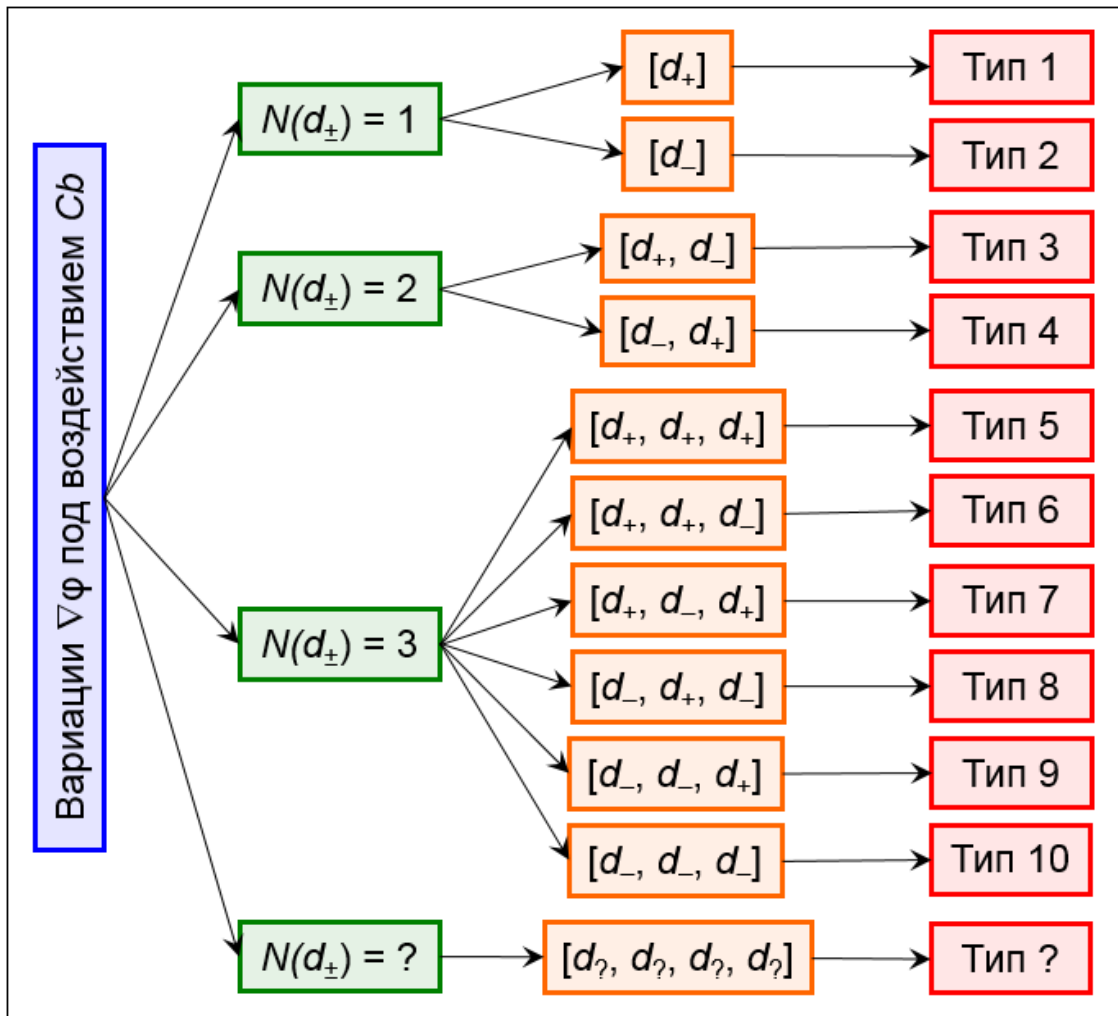 Вариации ∇φ под воздействием Cb
N(d±) = 1
[d+]
Тип 1
[d–]
Тип 2
N(d±) = 2
[d+, d–]
Тип 3
[d–, d+]
Тип 4
N(d±) = 3
[d+, d+, d+]
Тип 5
[d+, d+, d–]
Тип 6
[d+, d–, d+]
Тип 7
[d–, d+, d–]
Тип 8
[d–, d–, d+]
Тип 9
[d–, d–, d–]
Тип 10
N(d±) = ?
[d?, d?, d?, d?]
Тип ?